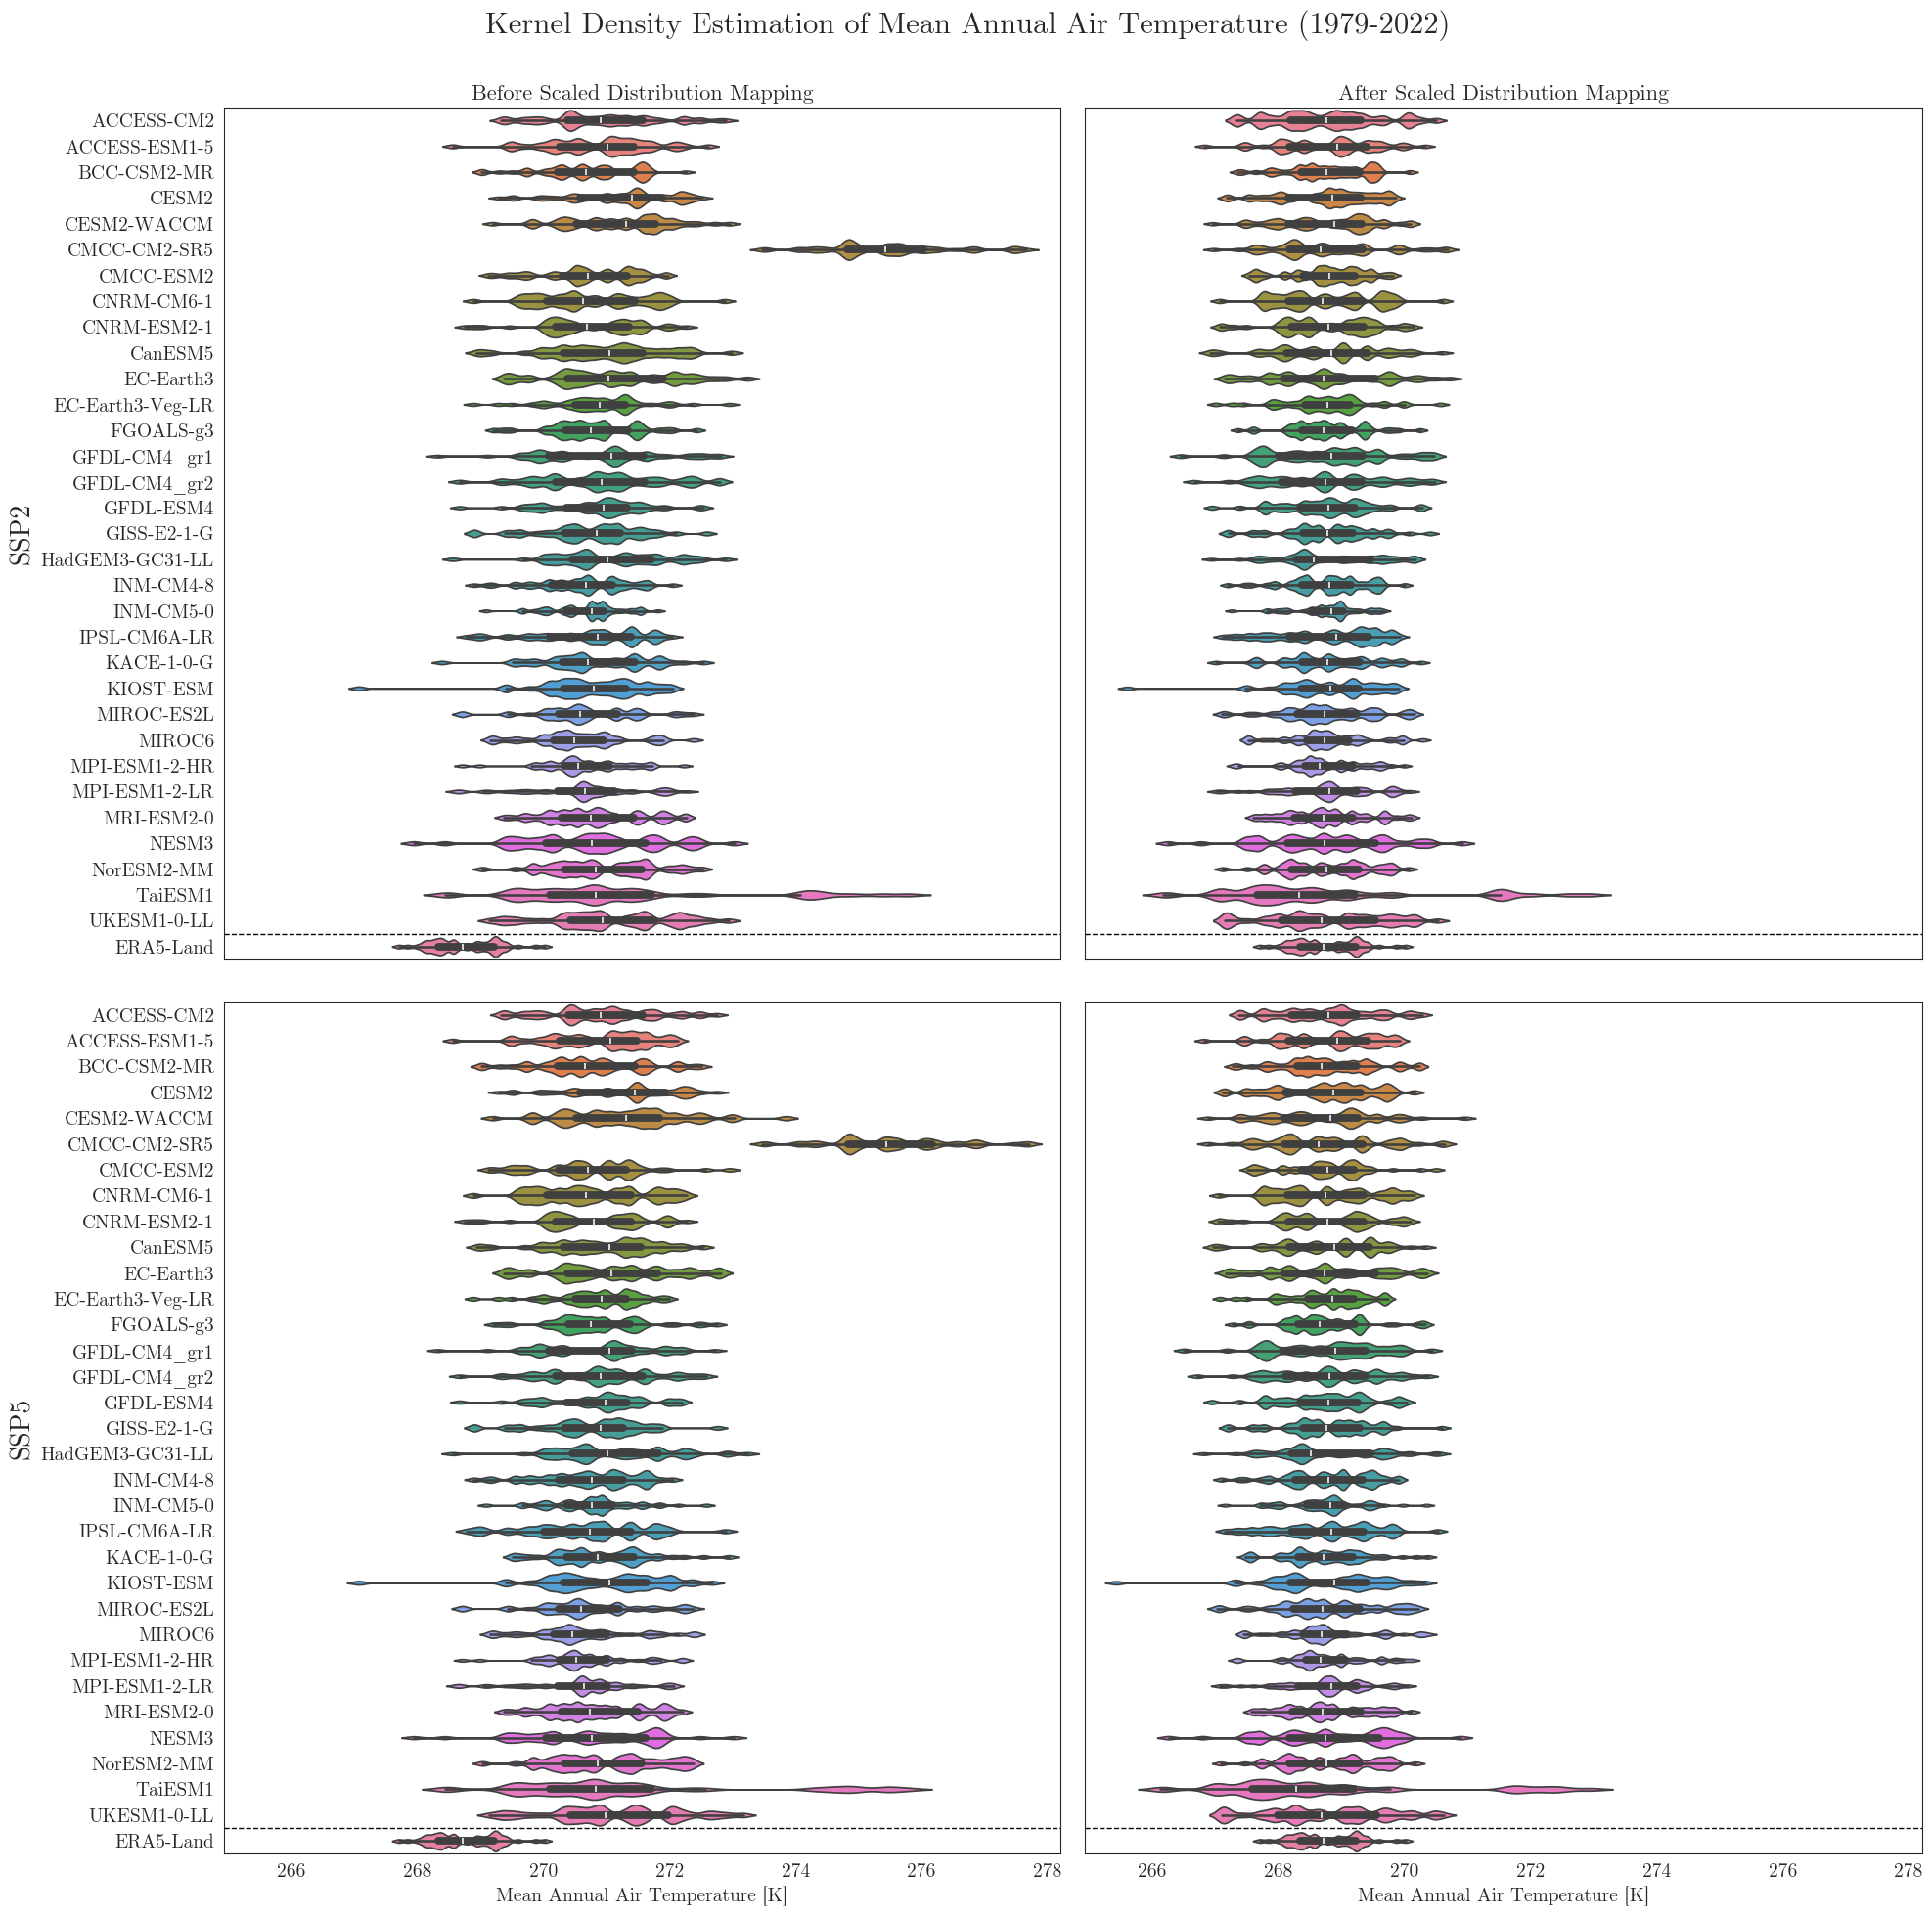 Kernel Density Estimation of Mean Annual Air Temperature (1979-2022)
Before Scaled Distribution Mapping
After Scaled Distribution Mapping
SSP2
ACCESS-CM2
ACCESS-ESM1-5
BCC-CSM2-MR
CESM2
CESM2-WACCM
CMCC-CM2-SR5
CMCC-ESM2
CNRM-CM6-1
CNRM-ESM2-1
CanESM5
EC-Earth3
EC-Earth3-Veg-LR
FGOALS-g3
GFDL-CM4_gr1
GFDL-CM4_gr2
GFDL-ESM4
GISS-E2-1-G
HadGEM3-GC31-LL
INM-CM4-8
INM-CM5-0
IPSL-CM6A-LR
KACE-1-0-G
KIOST-ESM
MIROC-ES2L
MIROC6
MPI-ESM1-2-HR
MPI-ESM1-2-LR
MRI-ESM2-0
NESM3
NorESM2-MM
TaiESM1
UKESM1-0-LL
ERA5-Land
SSP5
ACCESS-CM2
ACCESS-ESM1-5
BCC-CSM2-MR
CESM2
CESM2-WACCM
CMCC-CM2-SR5
CMCC-ESM2
CNRM-CM6-1
CNRM-ESM2-1
CanESM5
EC-Earth3
EC-Earth3-Veg-LR
FGOALS-g3
GFDL-CM4_gr1
GFDL-CM4_gr2
GFDL-ESM4
GISS-E2-1-G
HadGEM3-GC31-LL
INM-CM4-8
INM-CM5-0
IPSL-CM6A-LR
KACE-1-0-G
KIOST-ESM
MIROC-ES2L
MIROC6
MPI-ESM1-2-HR
MPI-ESM1-2-LR
MRI-ESM2-0
NESM3
NorESM2-MM
TaiESM1
UKESM1-0-LL
ERA5-Land
266 268 270 272 274 276 278
Mean Annual Air Temperature [K]
266 268 270 272 274 276 278
Mean Annual Air Temperature [K]